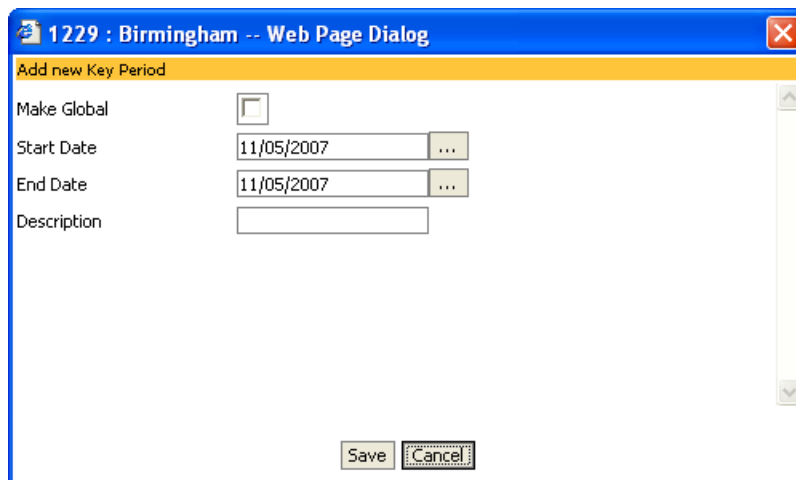 1229 : Birmingham -- Web Page Dialog
Add new Key Period
Make Global
Start Date 11/05/2007 ...
End Date 11/05/2007 ...
Description
Save Cancel